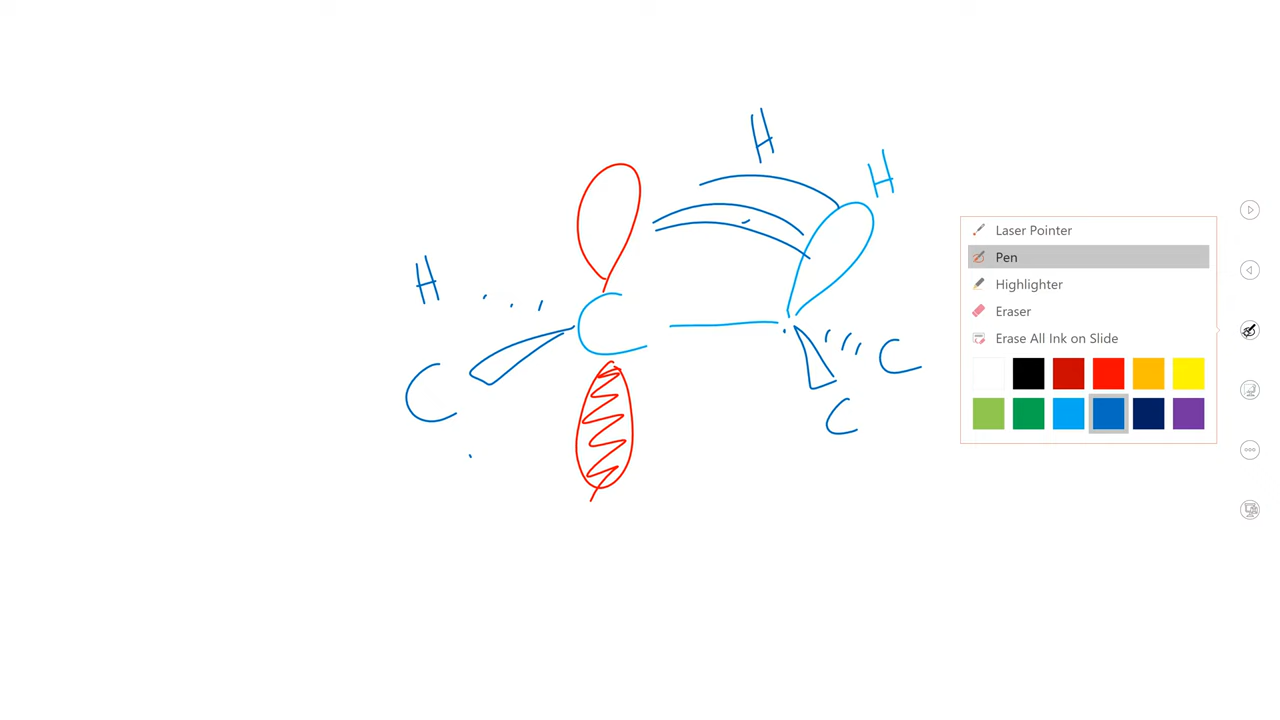 H
H
Laser Pointer
Pen
H
Highlighter
Eraser
C
Erase All Ink on Slide
C
C
C